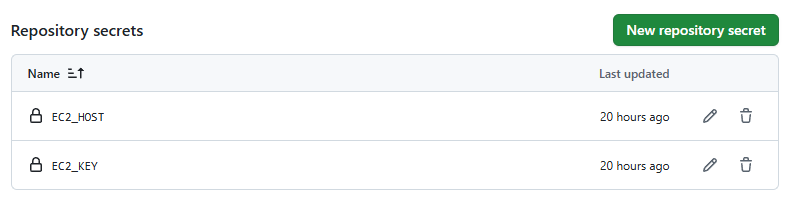 Repository secrets
New repository secret
Name
Last updated
EC2_HOST
20 hours ago
EC2_KEY
20 hours ago